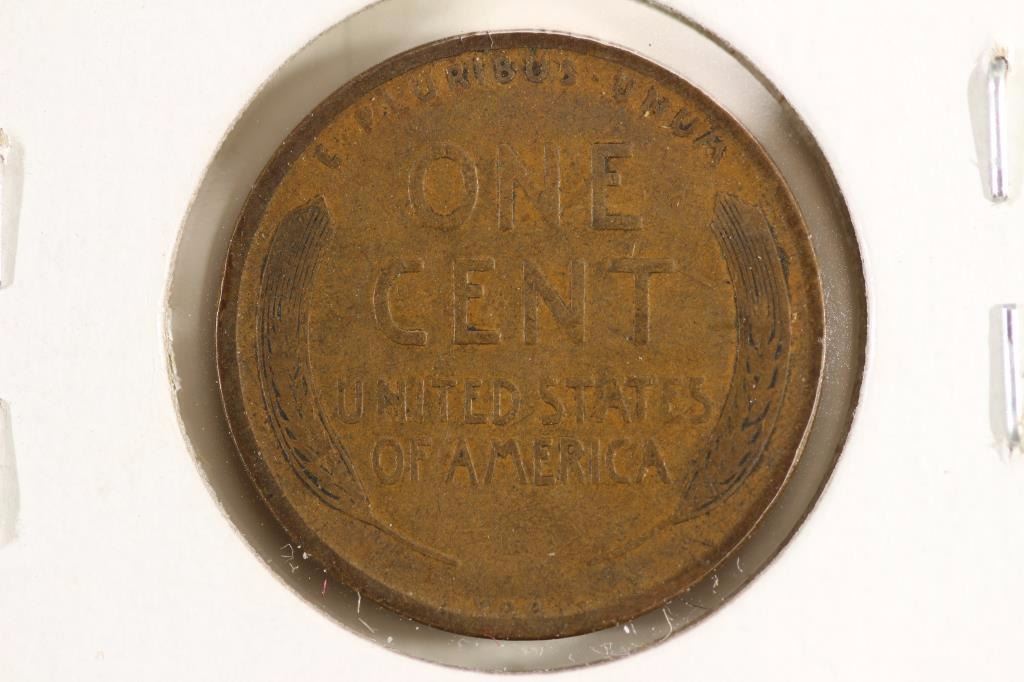 E · PLURIBUS · UNUM
ONE
CENT
UNITED STATES
OF AMERICA